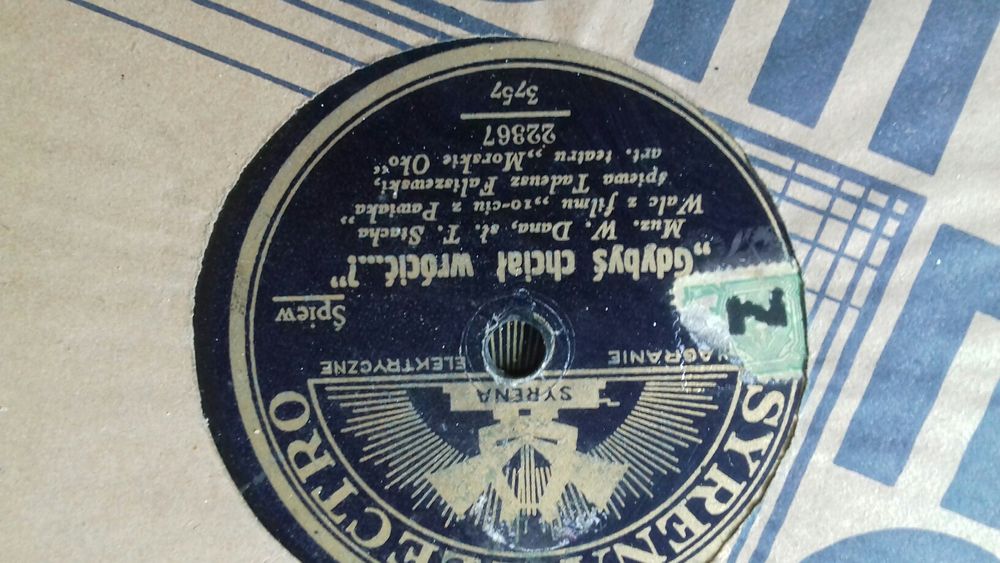 SYRENA
ELECTRO
SYRENA
NAGRANIE ELEKTRYCZNE
Śpiew
„Gdybyś chciał wrócić...!”
Muz. W. Dana, sł. T. Stacha
Walc z filmu „10-ciu z Pawiaka”
śpiewa Tadeusz Faliszewski,
art. teatru „Morskie Oko”
22867
3757